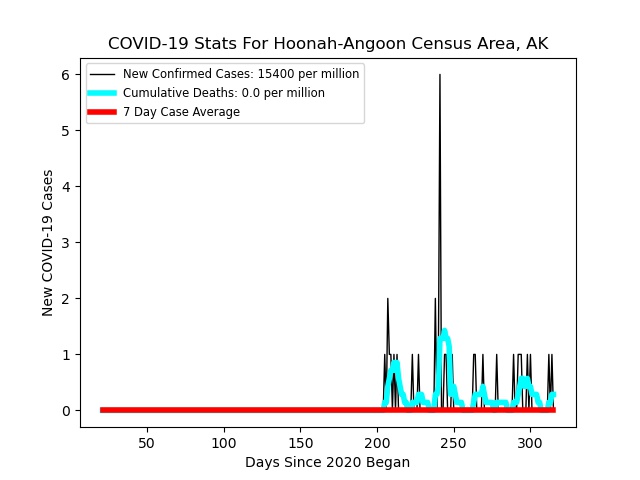 COVID-19 Stats For Hoonah-Angoon Census Area, AK
New Confirmed Cases: 15400 per million
Cumulative Deaths: 0.0 per million
7 Day Case Average
New COVID-19 Cases
6
5
4
3
2
1
0
50 100 150 200 250 300
Days Since 2020 Began